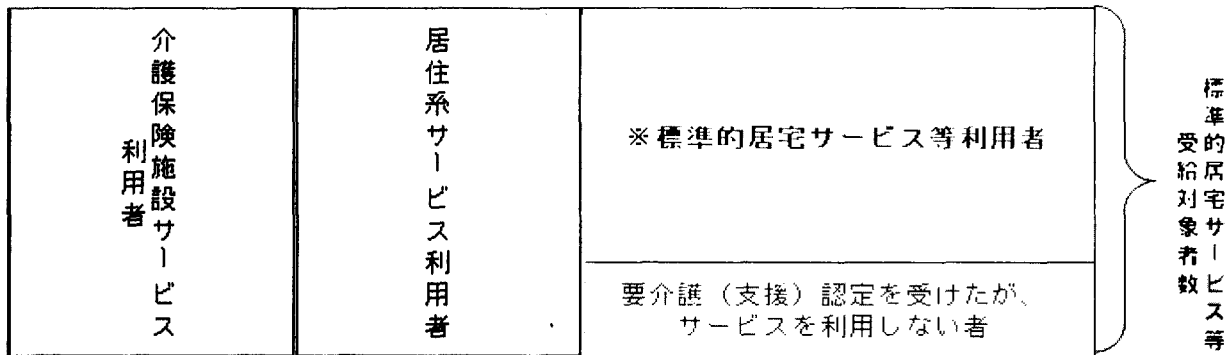 介護保険施設サービス
利用者
居住系サービス利用者
※標準的居宅サービス等利用者
要介護（支援）認定を受けたが、
サービスを利用しない者
標準的居宅サービス等
受給対象者数